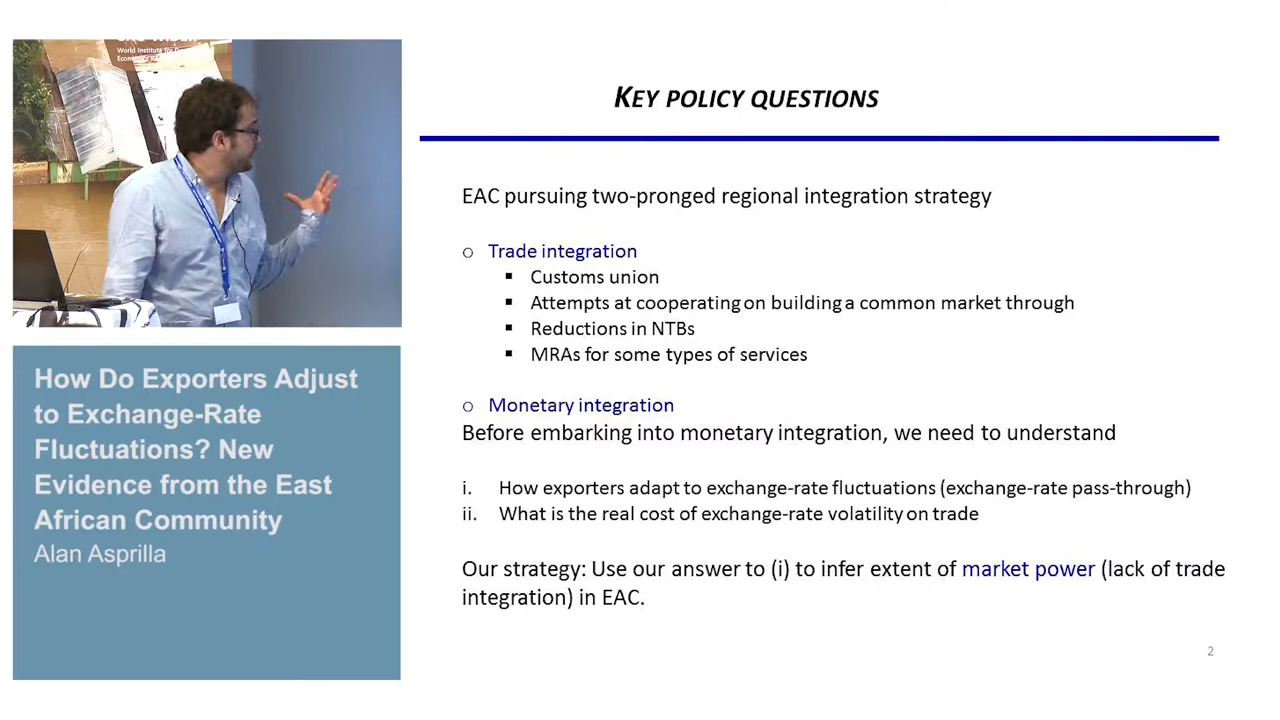 World Institute for
Economics
How Do Exporters Adjust
to Exchange-Rate
Fluctuations? New
Evidence from the East
African Community
Alan Asprilla
KEY POLICY QUESTIONS
EAC pursuing two-pronged regional integration strategy
o Trade integration
▪ Customs union
▪ Attempts at cooperating on building a common market through
▪ Reductions in NTBs
▪ MRAs for some types of services
o Monetary integration
Before embarking into monetary integration, we need to understand
i. How exporters adapt to exchange-rate fluctuations (exchange-rate pass-through)
ii. What is the real cost of exchange-rate volatility on trade
Our strategy: Use our answer to (i) to infer extent of market power (lack of trade
integration) in EAC.
2